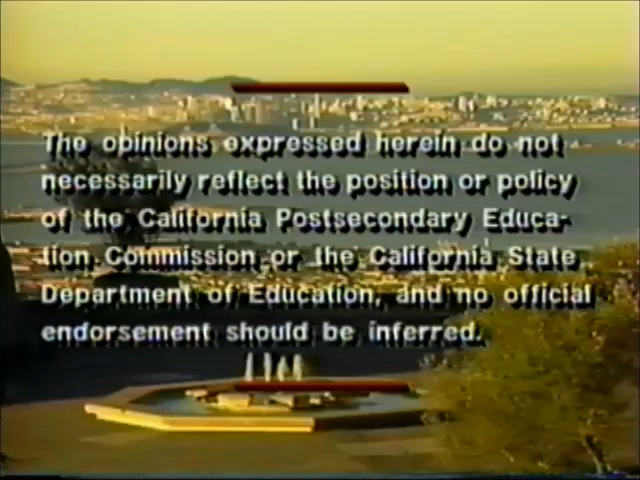 The opinions expressed herein do not
necessarily reflect the position or policy
of the California Postsecondary Educa-
tion Commission or the California State
Department of Education, and no official
endorsement should be inferred.